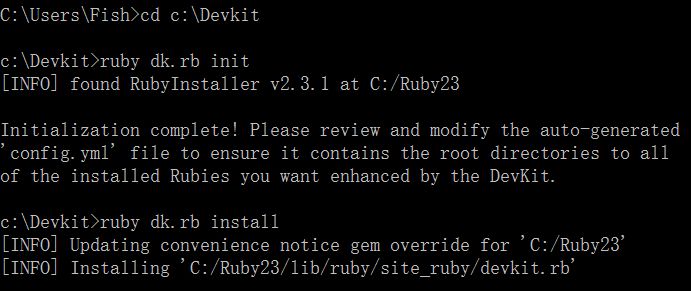 C:\Users\Fish>cd c:\Devkit
c:\Devkit>ruby dk.rb init
[INFO] found RubyInstaller v2.3.1 at C:/Ruby23
Initialization complete! Please review and modify the auto-generated
'config.yml' file to ensure it contains the root directories to all
of the installed Rubies you want enhanced by the DevKit.
c:\Devkit>ruby dk.rb install
[INFO] Updating convenience notice gem override for 'C:/Ruby23'
[INFO] Installing 'C:/Ruby23/lib/ruby/site_ruby/devkit.rb'